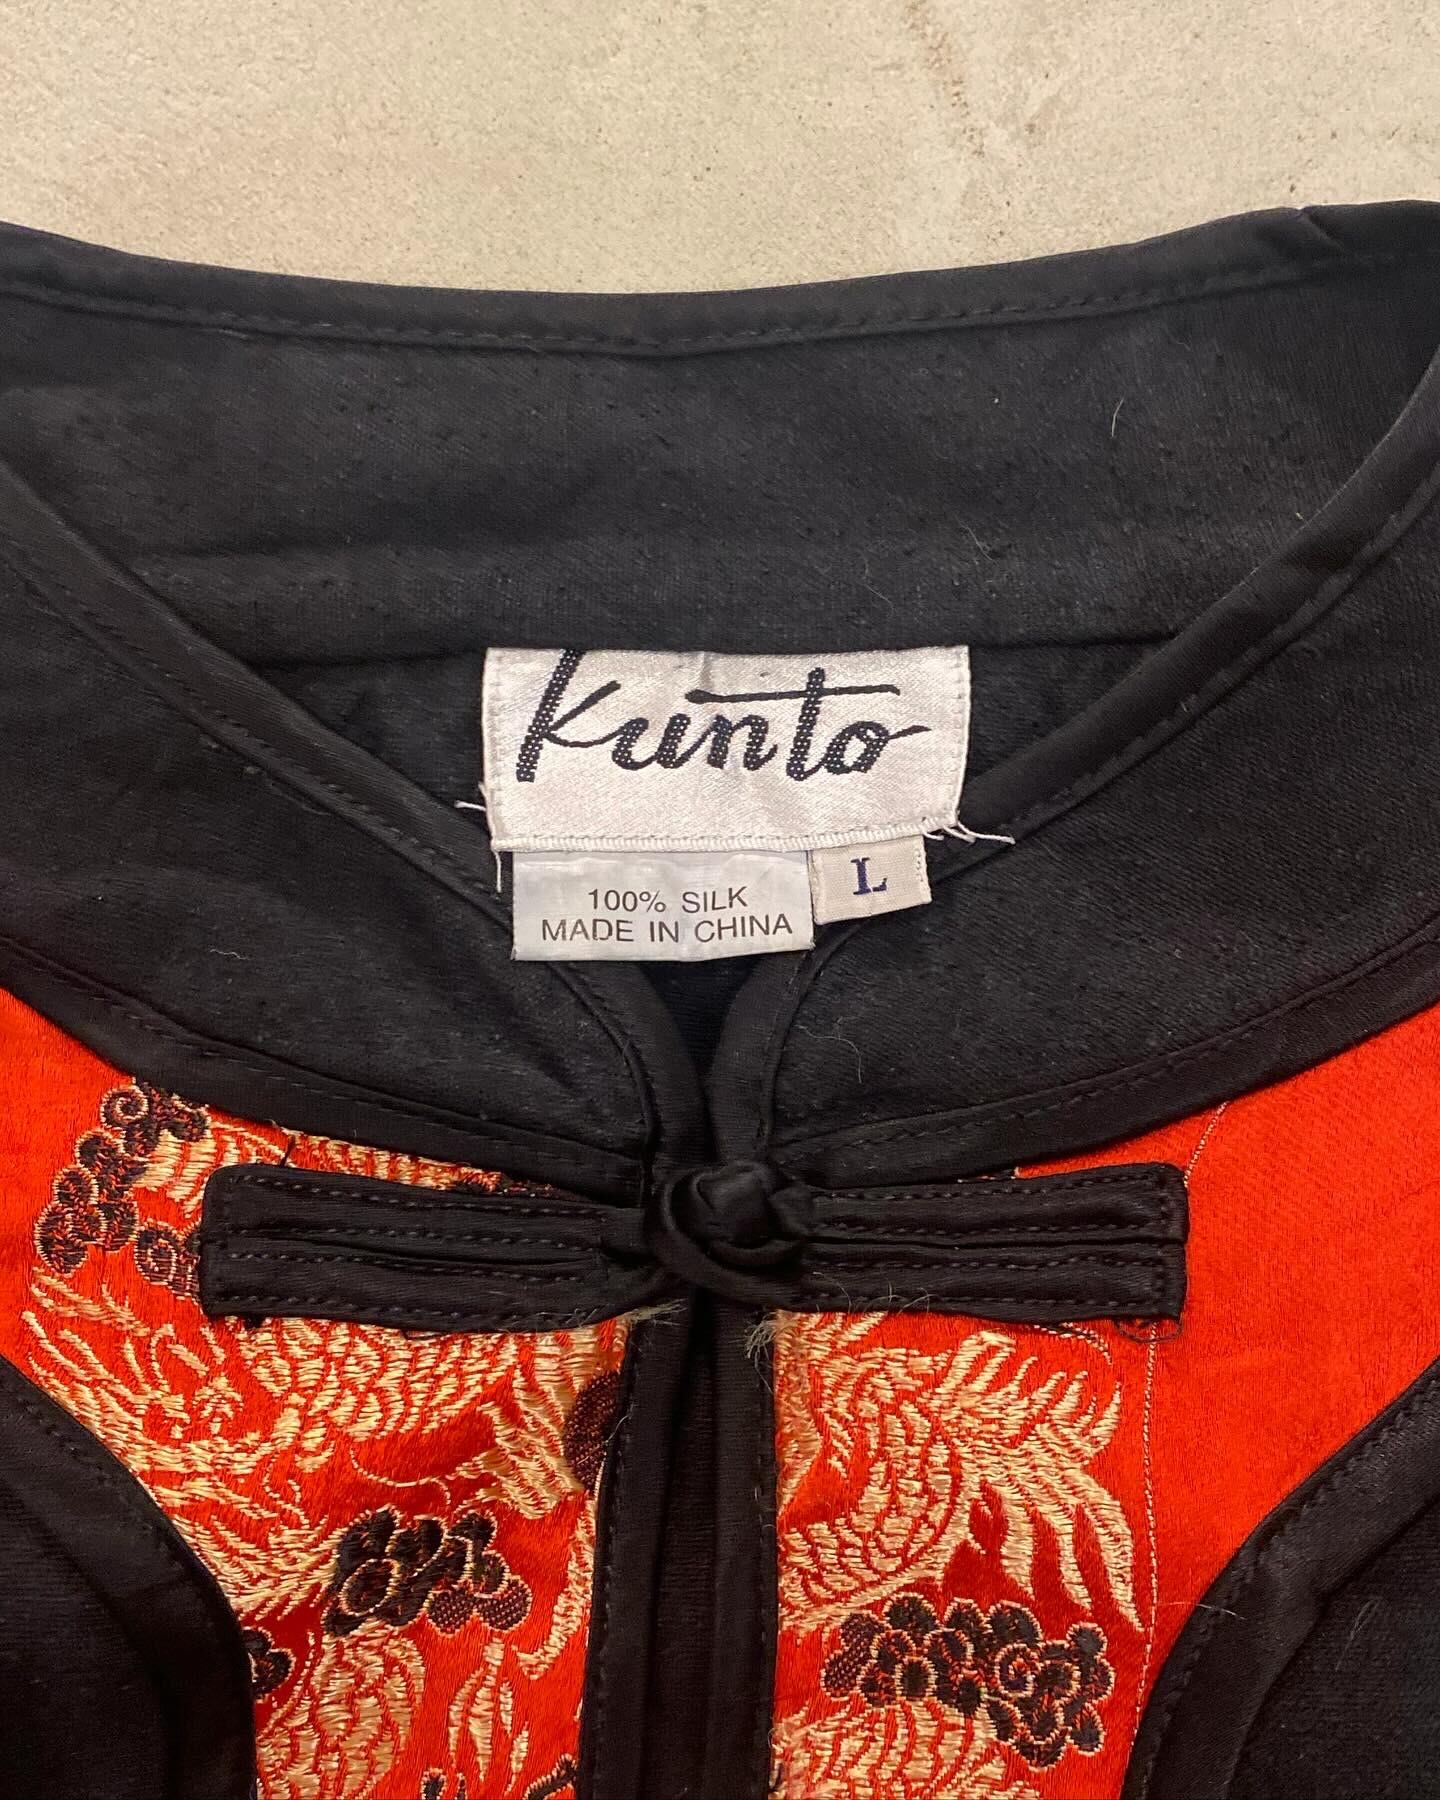 Kunto
100% SILK
MADE IN CHINA
L